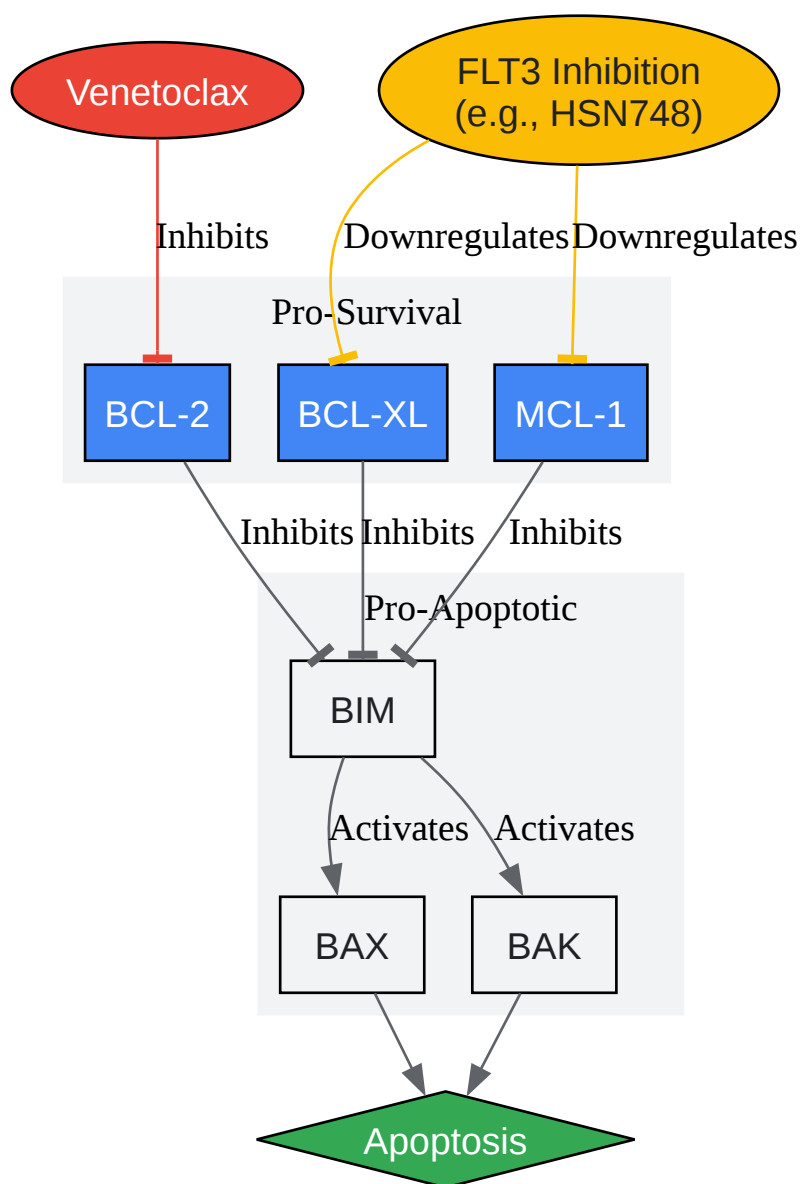 Venetoclax
FLT3 Inhibition
(e.g., HSN748)
Inhibits
Downregulates
Downregulates
Pro-Survival
BCL-2
BCL-XL
MCL-1
Inhibits
Inhibits
Inhibits
Pro-Apoptotic
BIM
Activates
Activates
BAX
BAK
Apoptosis